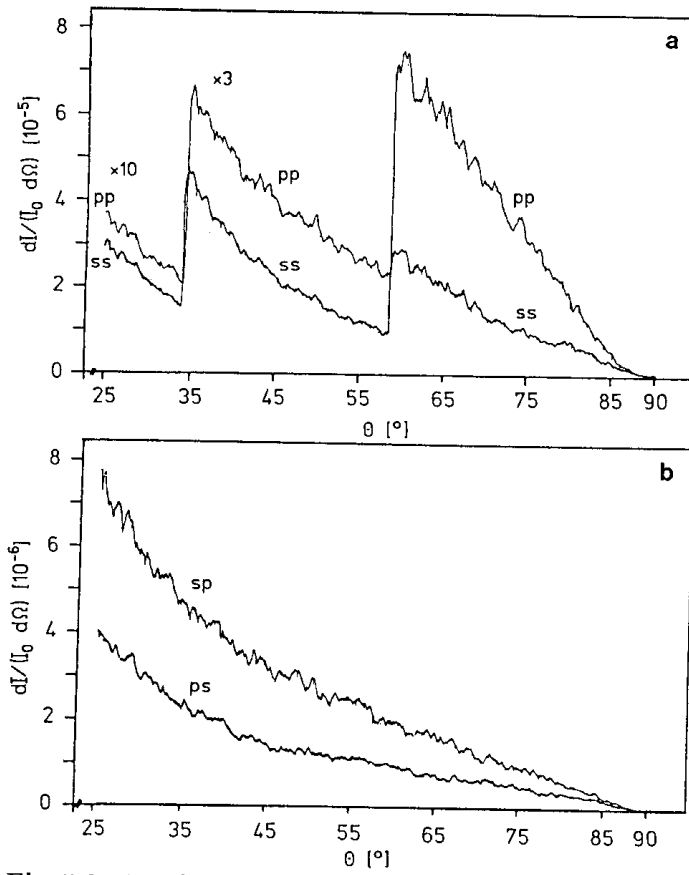 a
8
6
4
2
0
dI/(I₀ dΩ) [10⁻⁵]
×10
×3
pp
ss
pp
ss
pp
ss
25 35 45 55 65 75 85 90
θ [°]
b
8
6
4
2
0
dI/(I₀ dΩ) [10⁻⁶]
sp
ps
25 35 45 55 65 75 85 90
θ [°]